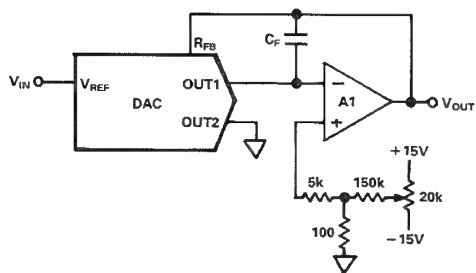 R_FB
C_F
V_IN
V_REF
DAC
OUT1
OUT2
−
A1
+
V_OUT
+15V
5k
150k
20k
100
−15V